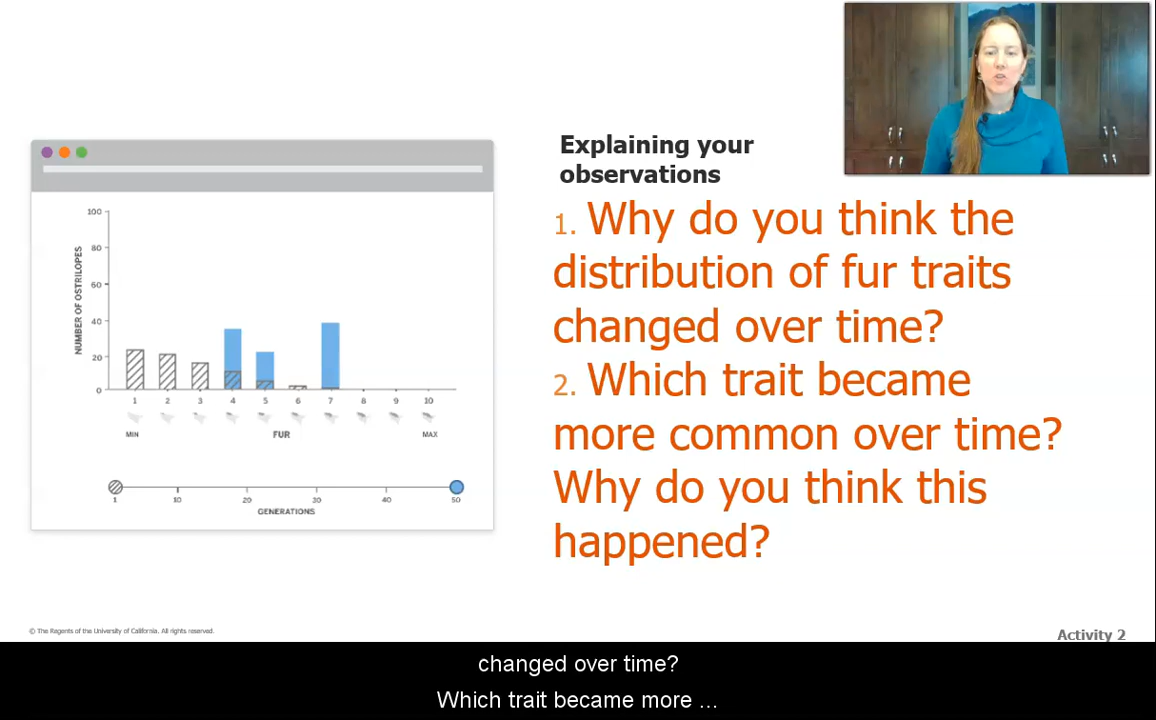 Explaining your
observations
1. Why do you think the
distribution of fur traits
changed over time?
2. Which trait became
more common over time?
Why do you think this
happened?
NUMBER OF OSTRILOPES
100
80
60
40
20
0
1 2 3 4 5 6 7 8 9 10
MIN FUR MAX
1 10 20 30 40 50
GENERATIONS
© The Regents of the University of California. All rights reserved.
Activity 2
changed over time?
Which trait became more ...